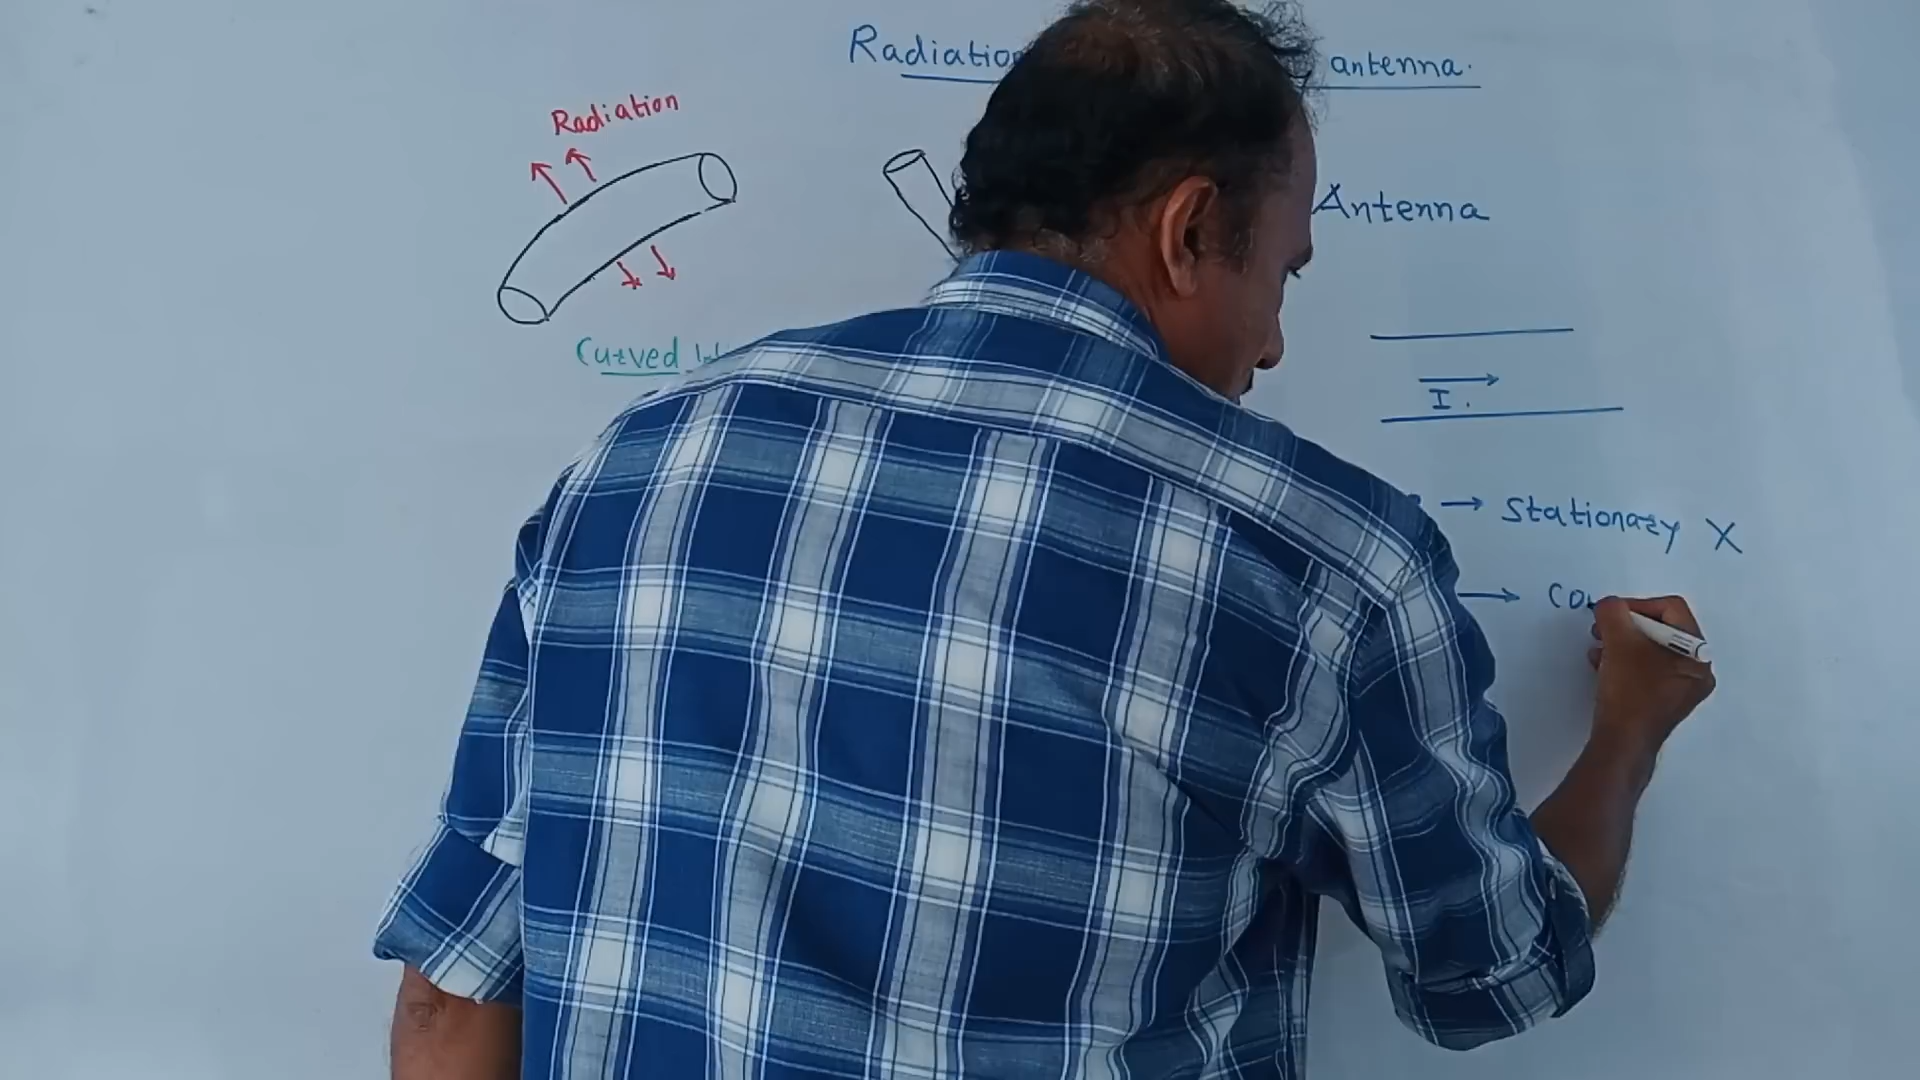 Radiation antenna.
Radiation
Antenna
Curved
I.
→ Stationary X
→ Co